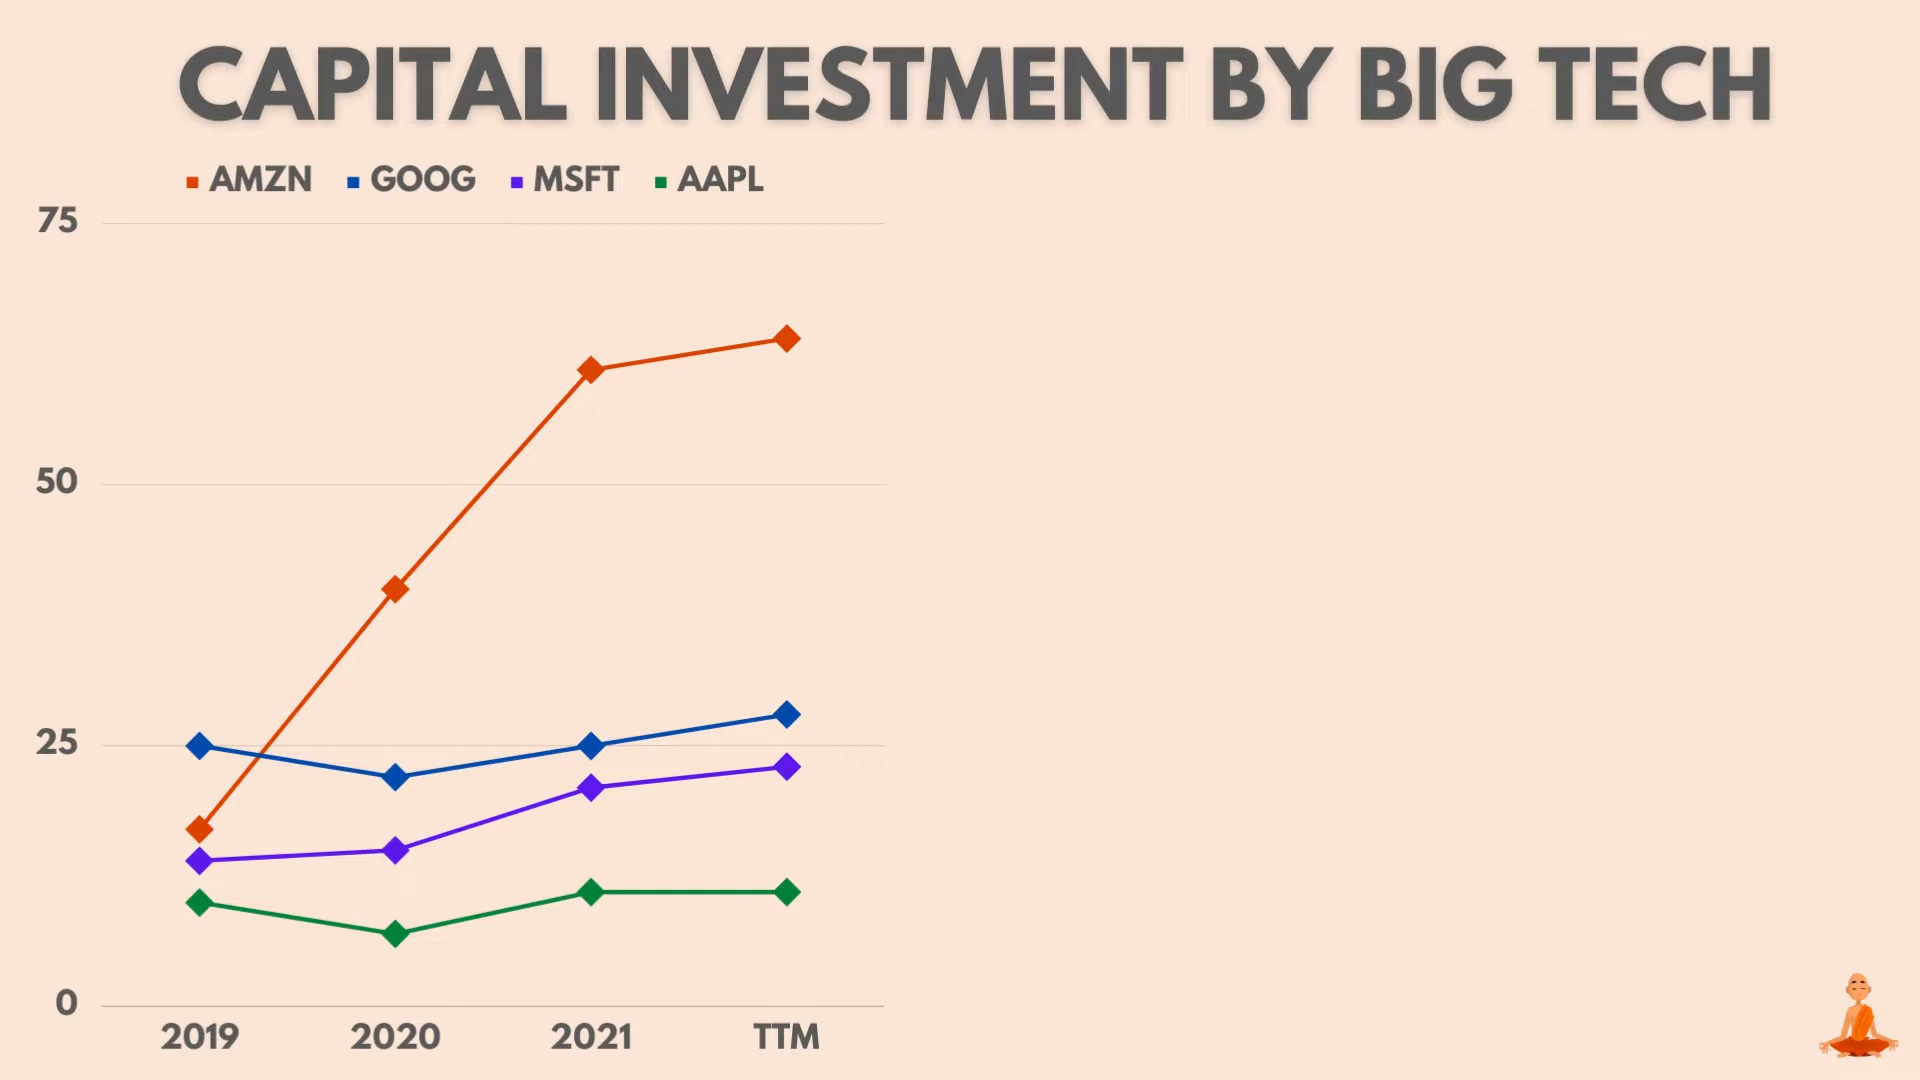 CAPITAL INVESTMENT BY BIG TECH
AMZN GOOG MSFT AAPL
75
50
25
0
2019 2020 2021 TTM